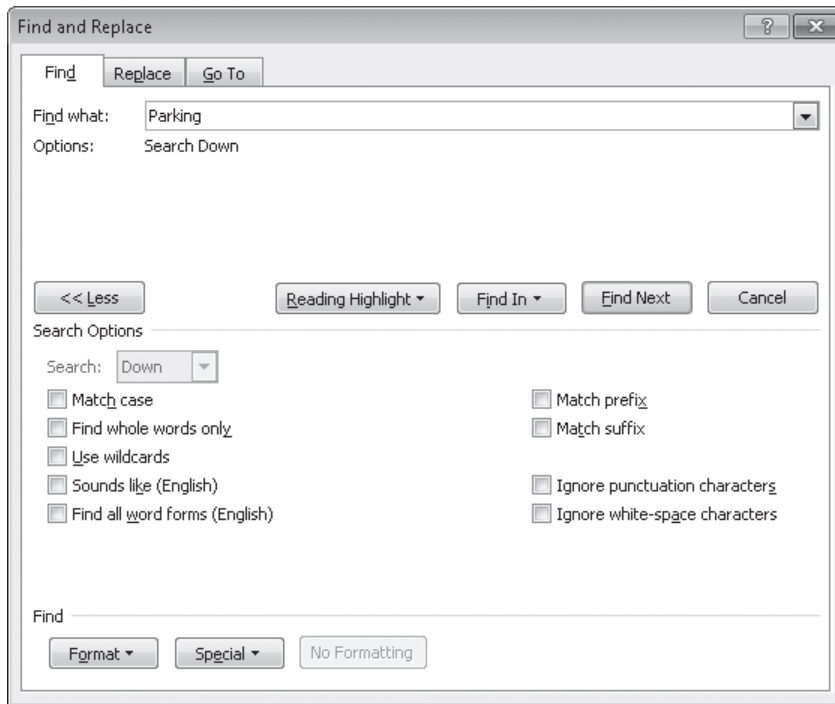 Find and Replace
Find Replace Go To
Find what: Parking
Options: Search Down
<< Less Reading Highlight Find In Find Next Cancel
Search Options
Search: Down
Match case Match prefix
Find whole words only Match suffix
Use wildcards
Sounds like (English) Ignore punctuation characters
Find all word forms (English) Ignore white-space characters
Find
Format Special No Formatting